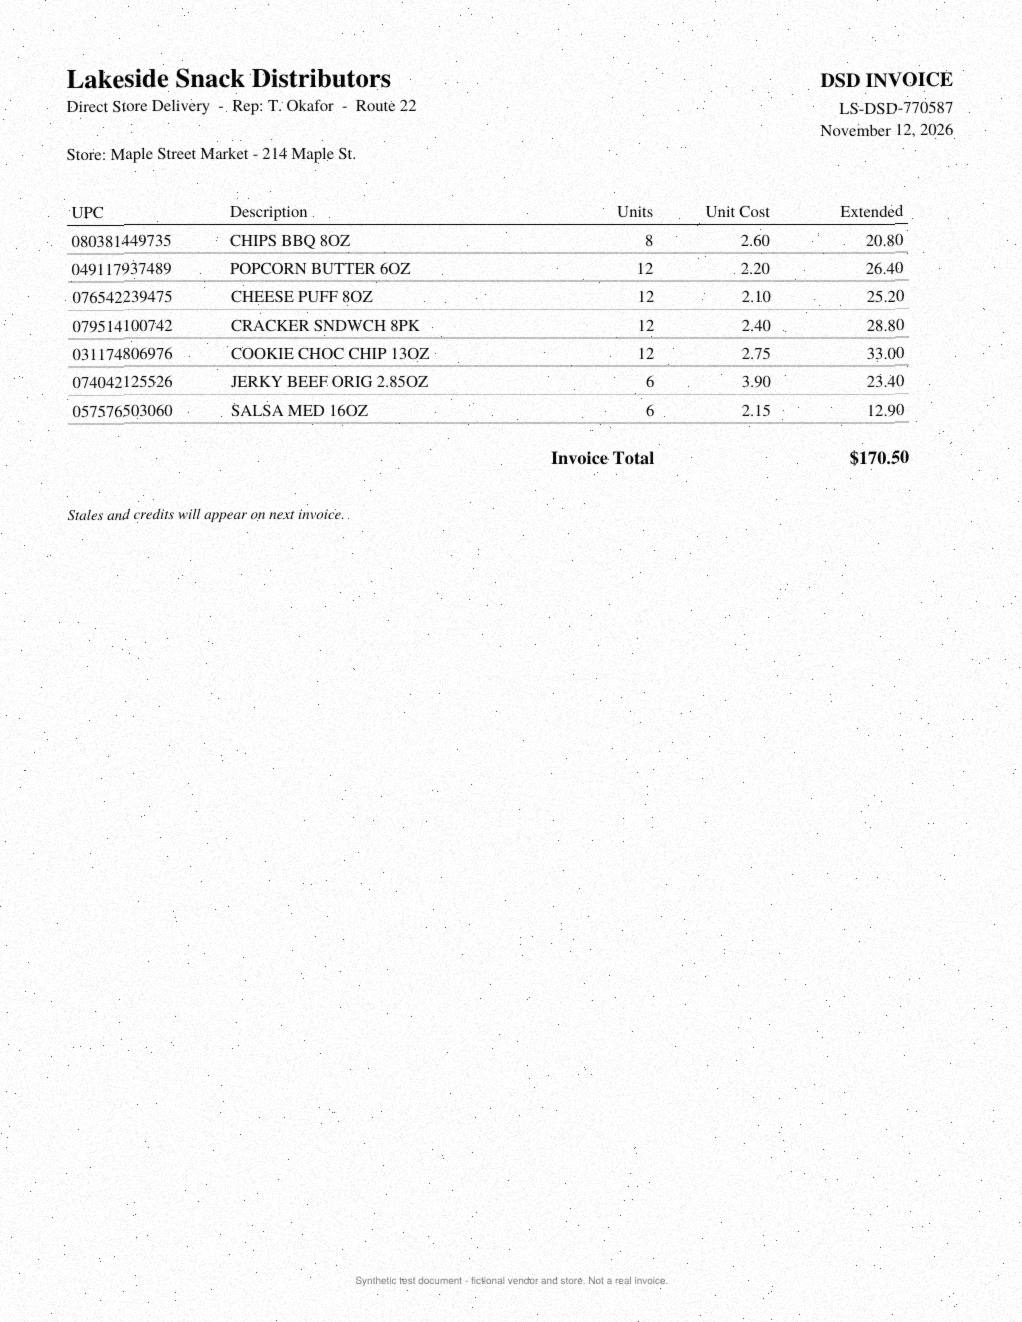 Lakeside Snack Distributors
DSD INVOICE
Direct Store Delivery - Rep: T. Okafor - Route 22
LS-DSD-770587
November 12, 2026
Store: Maple Street Market - 214 Maple St.
UPC Description Units Unit Cost Extended
080381449735 CHIPS BBQ 8OZ 8 2.60 20.80
049117937489 POPCORN BUTTER 6OZ 12 2.20 26.40
076542239475 CHEESE PUFF 8OZ 12 2.10 25.20
079514100742 CRACKER SNDWCH 8PK 12 2.40 28.80
031174806976 COOKIE CHOC CHIP 13OZ 12 2.75 33.00
074042125526 JERKY BEEF ORIG 2.85OZ 6 3.90 23.40
057576503060 SALSA MED 16OZ 6 2.15 12.90
Invoice Total $170.50
Stales and credits will appear on next invoice.
Synthetic test document - fictional vendor and store. Not a real invoice.